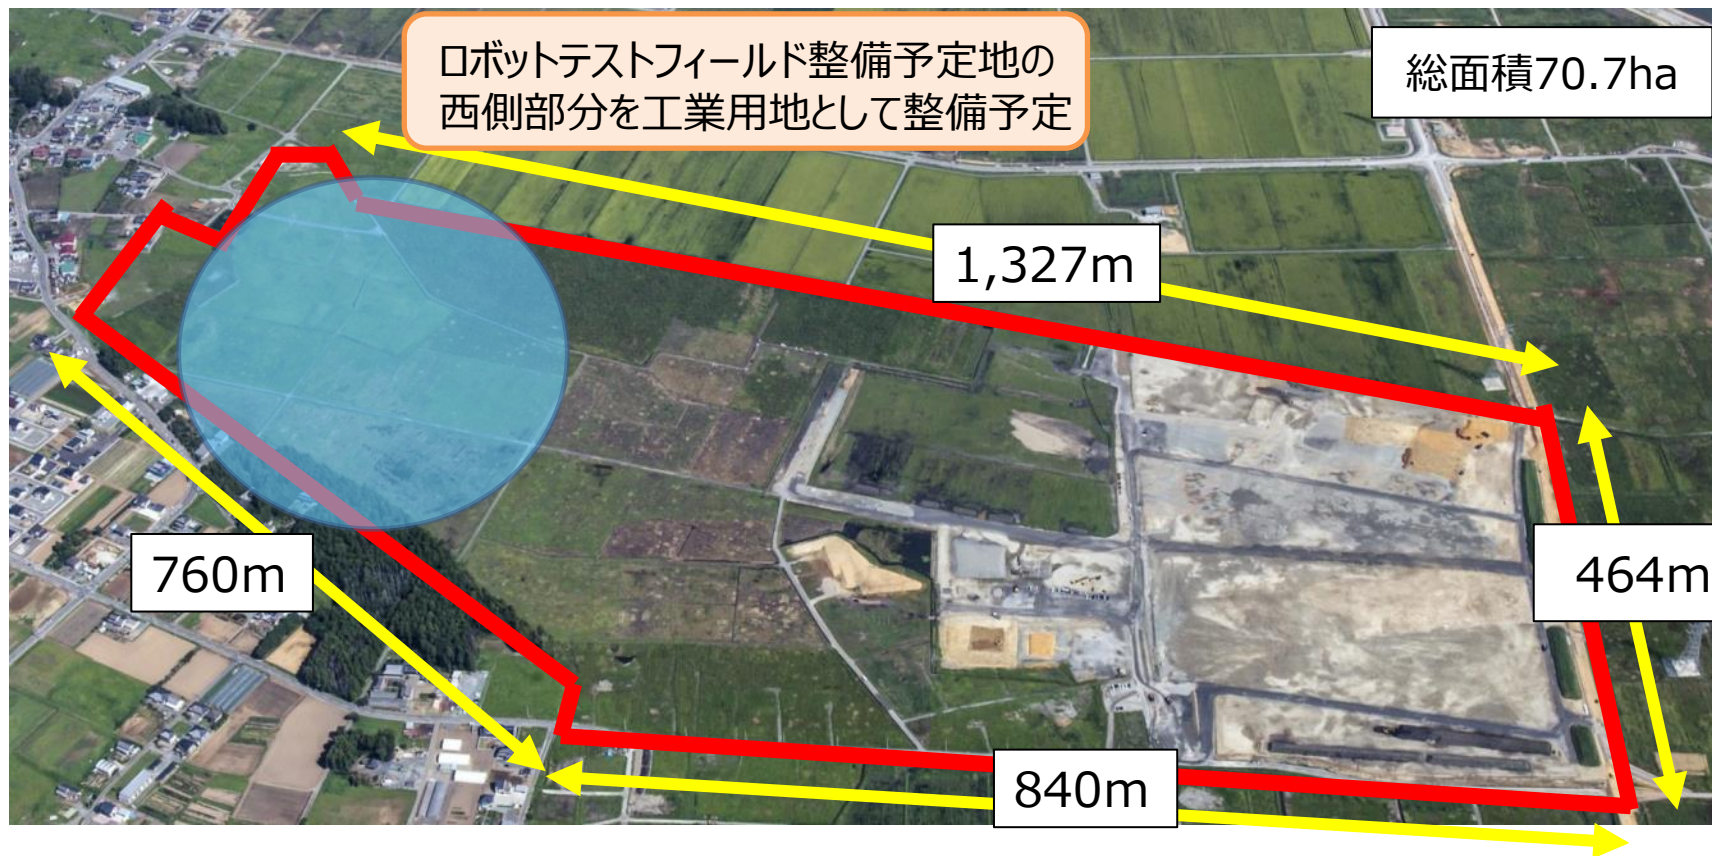 ロボットテストフィールド整備予定地の
西側部分を工業用地として整備予定
総面積70.7ha
1,327m
760m
464m
840m